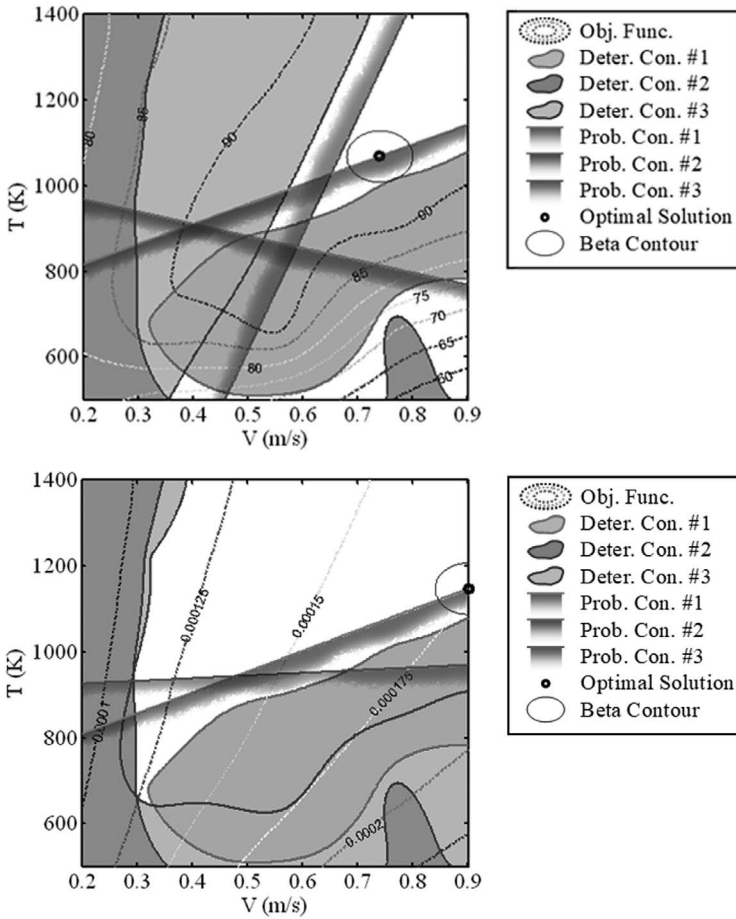 1400
1200
1000
800
600
T (K)
80
85
90
90
85
80
75
70
65
60
0.2 0.3 0.4 0.5 0.6 0.7 0.8 0.9
V (m/s)
Obj. Func.
Deter. Con. #1
Deter. Con. #2
Deter. Con. #3
Prob. Con. #1
Prob. Con. #2
Prob. Con. #3
Optimal Solution
Beta Contour
1400
1200
1000
800
600
T (K)
0.0001
0.000125
0.00015
0.000175
0.0002
0.2 0.3 0.4 0.5 0.6 0.7 0.8 0.9
V (m/s)
Obj. Func.
Deter. Con. #1
Deter. Con. #2
Deter. Con. #3
Prob. Con. #1
Prob. Con. #2
Prob. Con. #3
Optimal Solution
Beta Contour